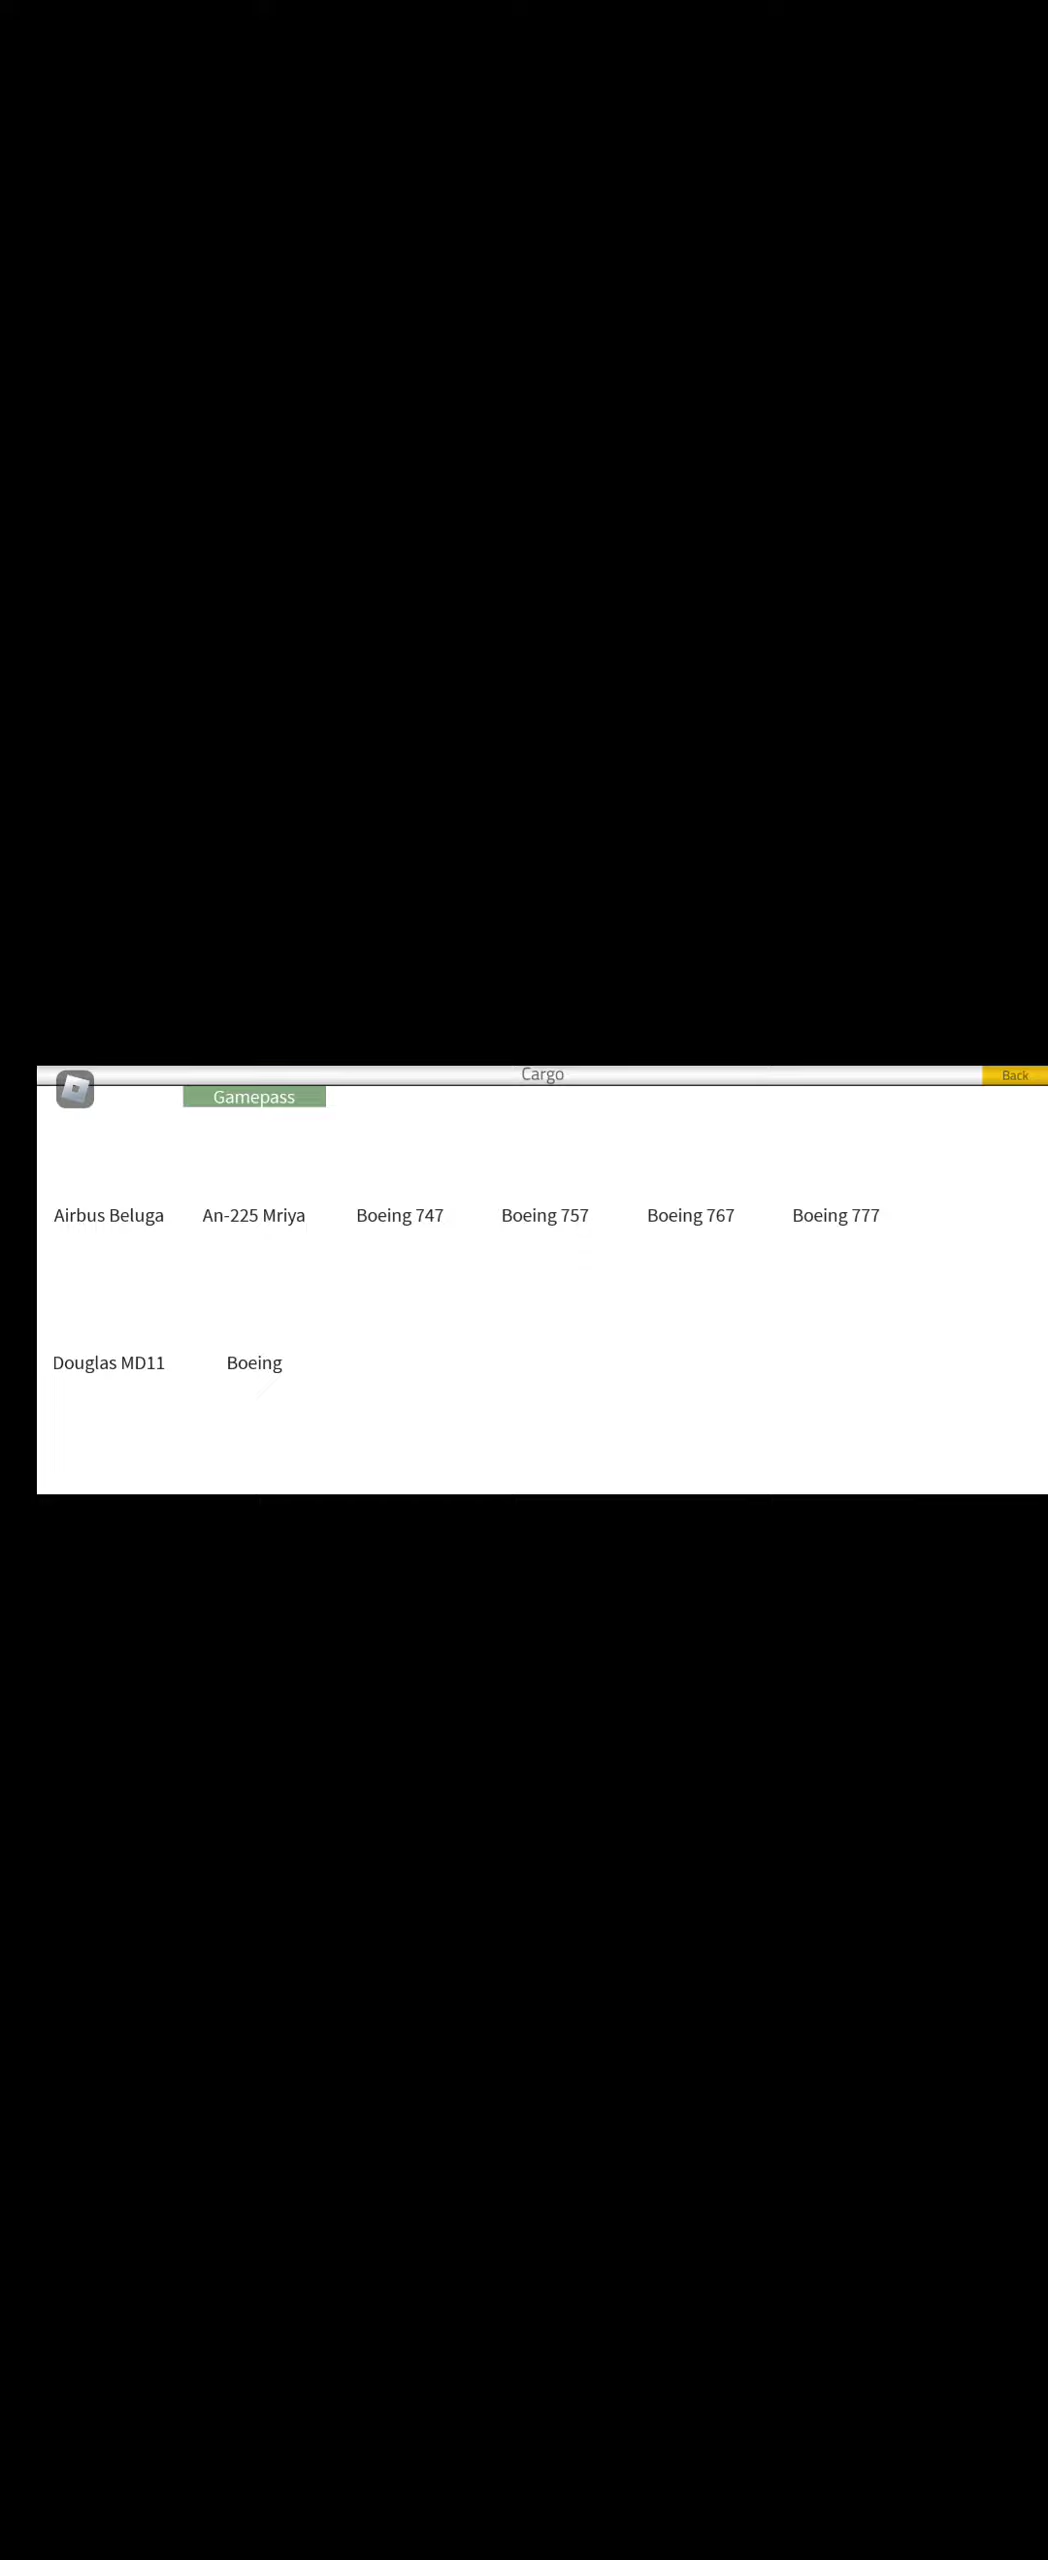 Cargo
Back
Gamepass
Airbus Beluga
An-225 Mriya
Boeing 747
Boeing 757
Boeing 767
Boeing 777
Douglas MD11
Boeing